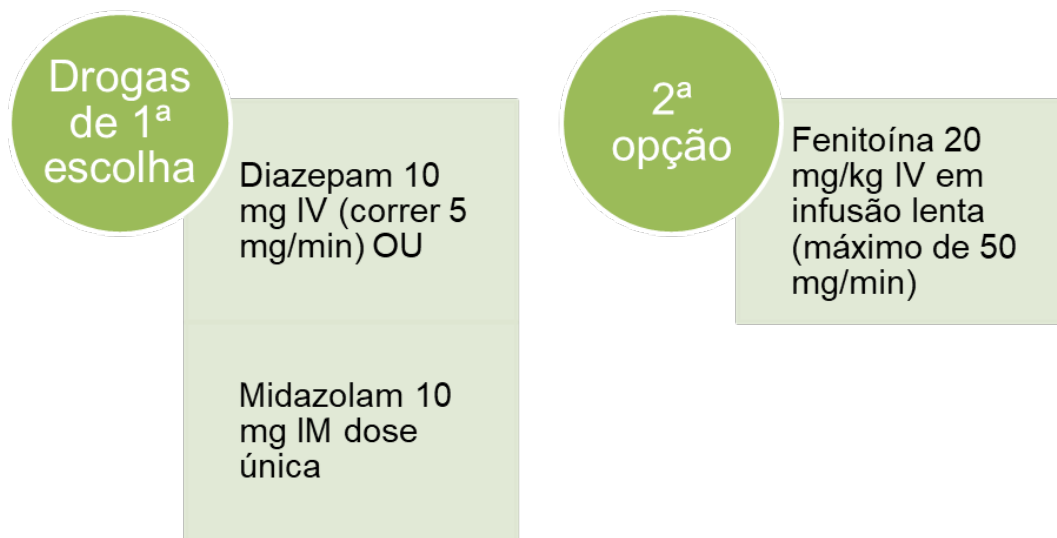 Drogas
de 1ª
escolha
Diazepam 10
mg IV (correr 5
mg/min) OU
Midazolam 10
mg IM dose
única
2ª
opção
Fenitoína 20
mg/kg IV em
infusão lenta
(máximo de 50
mg/min)